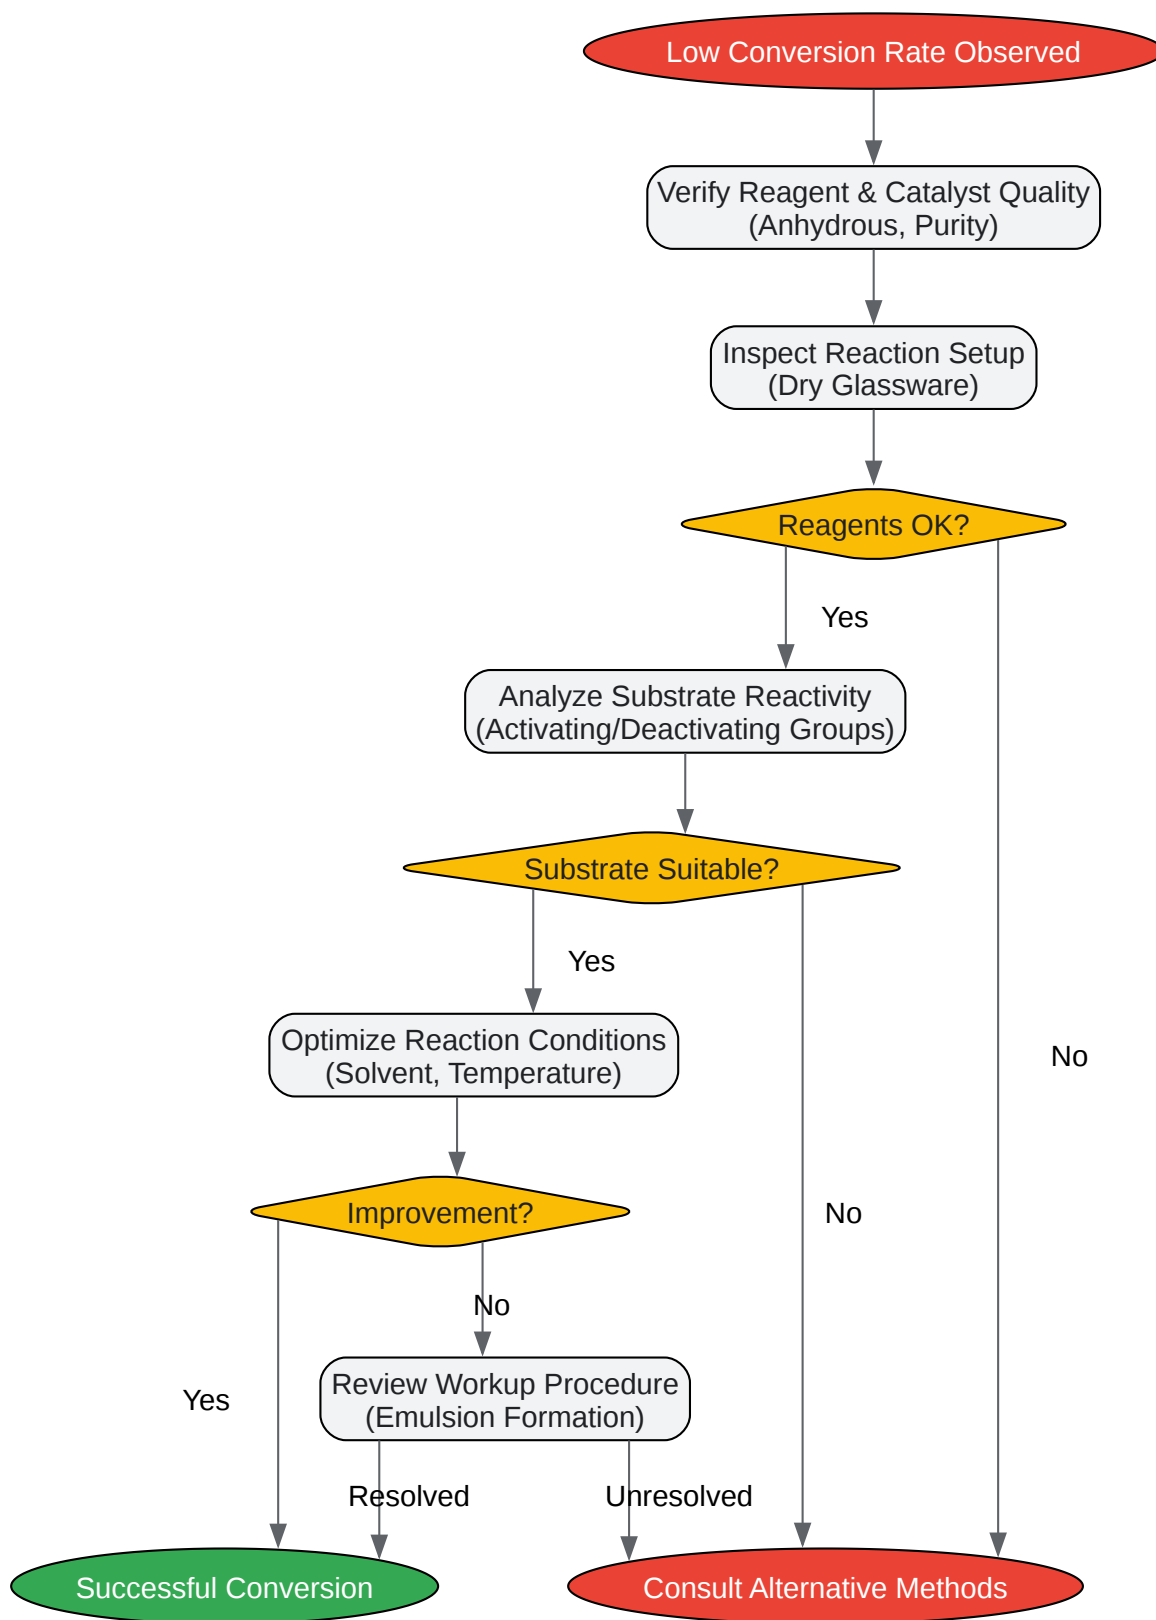 Low Conversion Rate Observed
Verify Reagent & Catalyst Quality
(Anhydrous, Purity)
Inspect Reaction Setup
(Dry Glassware)
Reagents OK?
Yes
Analyze Substrate Reactivity
(Activating/Deactivating Groups)
Substrate Suitable?
Yes
Optimize Reaction Conditions
(Solvent, Temperature)
No
Improvement?
No
No
Review Workup Procedure
(Emulsion Formation)
Yes
Resolved
Unresolved
Successful Conversion
Consult Alternative Methods